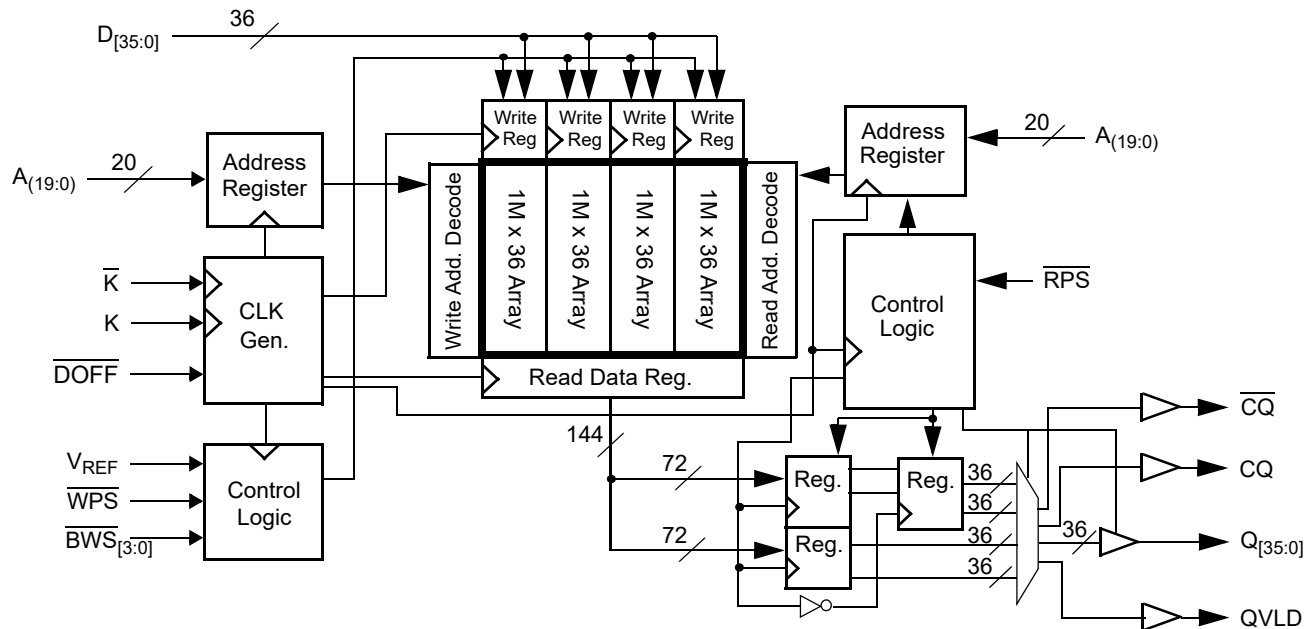 36
D[35:0]
Write
Reg
Write
Reg
Write
Reg
Write
Reg
A(19:0)
20
Address
Register
Write Add. Decode
1M x 36 Array
1M x 36 Array
1M x 36 Array
1M x 36 Array
Read Add. Decode
Address
Register
20
A(19:0)
K
K
DOFF
CLK
Gen.
Read Data Reg.
Control
Logic
RPS
VREF
WPS
BWS[3:0]
Control
Logic
144
72
72
Reg.
Reg.
Reg.
36
36
36
36
36
CQ
CQ
Q[35:0]
QVLD